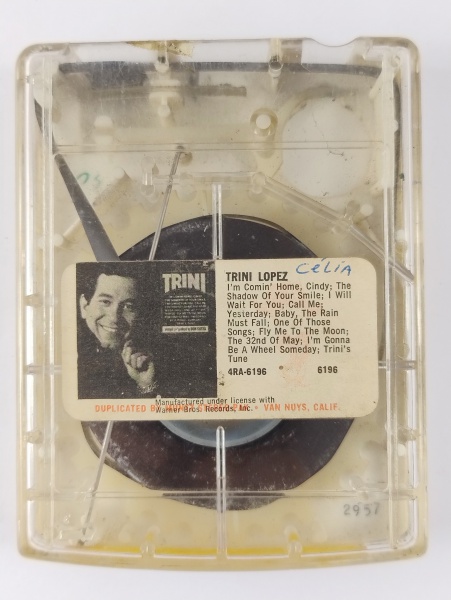 TRINI
TRINI LOPEZ
CéLiA
I'm Comin' Home, Cindy; The
Shadow Of Your Smile; I Will
Wait For You; Call Me;
Yesterday; Baby, The Rain
Must Fall; One Of Those
Songs; Fly Me To The Moon;
The 32nd Of May; I'm Gonna
Be A Wheel Someday; Trini's
Tune
4RA-6196 6196
Manufactured under license with
Warner Bros. Records, Inc.
DUPLICATED BY VAN NUYS, CALIF.
2957